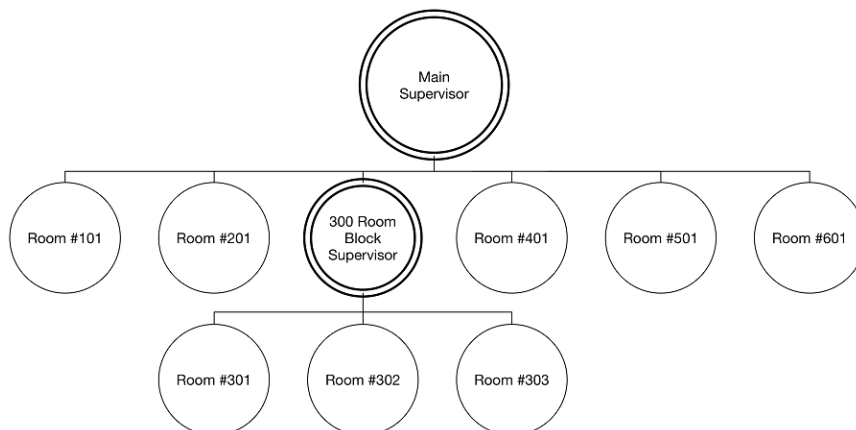 Main
Supervisor
Room #101
Room #201
300 Room
Block
Supervisor
Room #401
Room #501
Room #601
Room #301
Room #302
Room #303